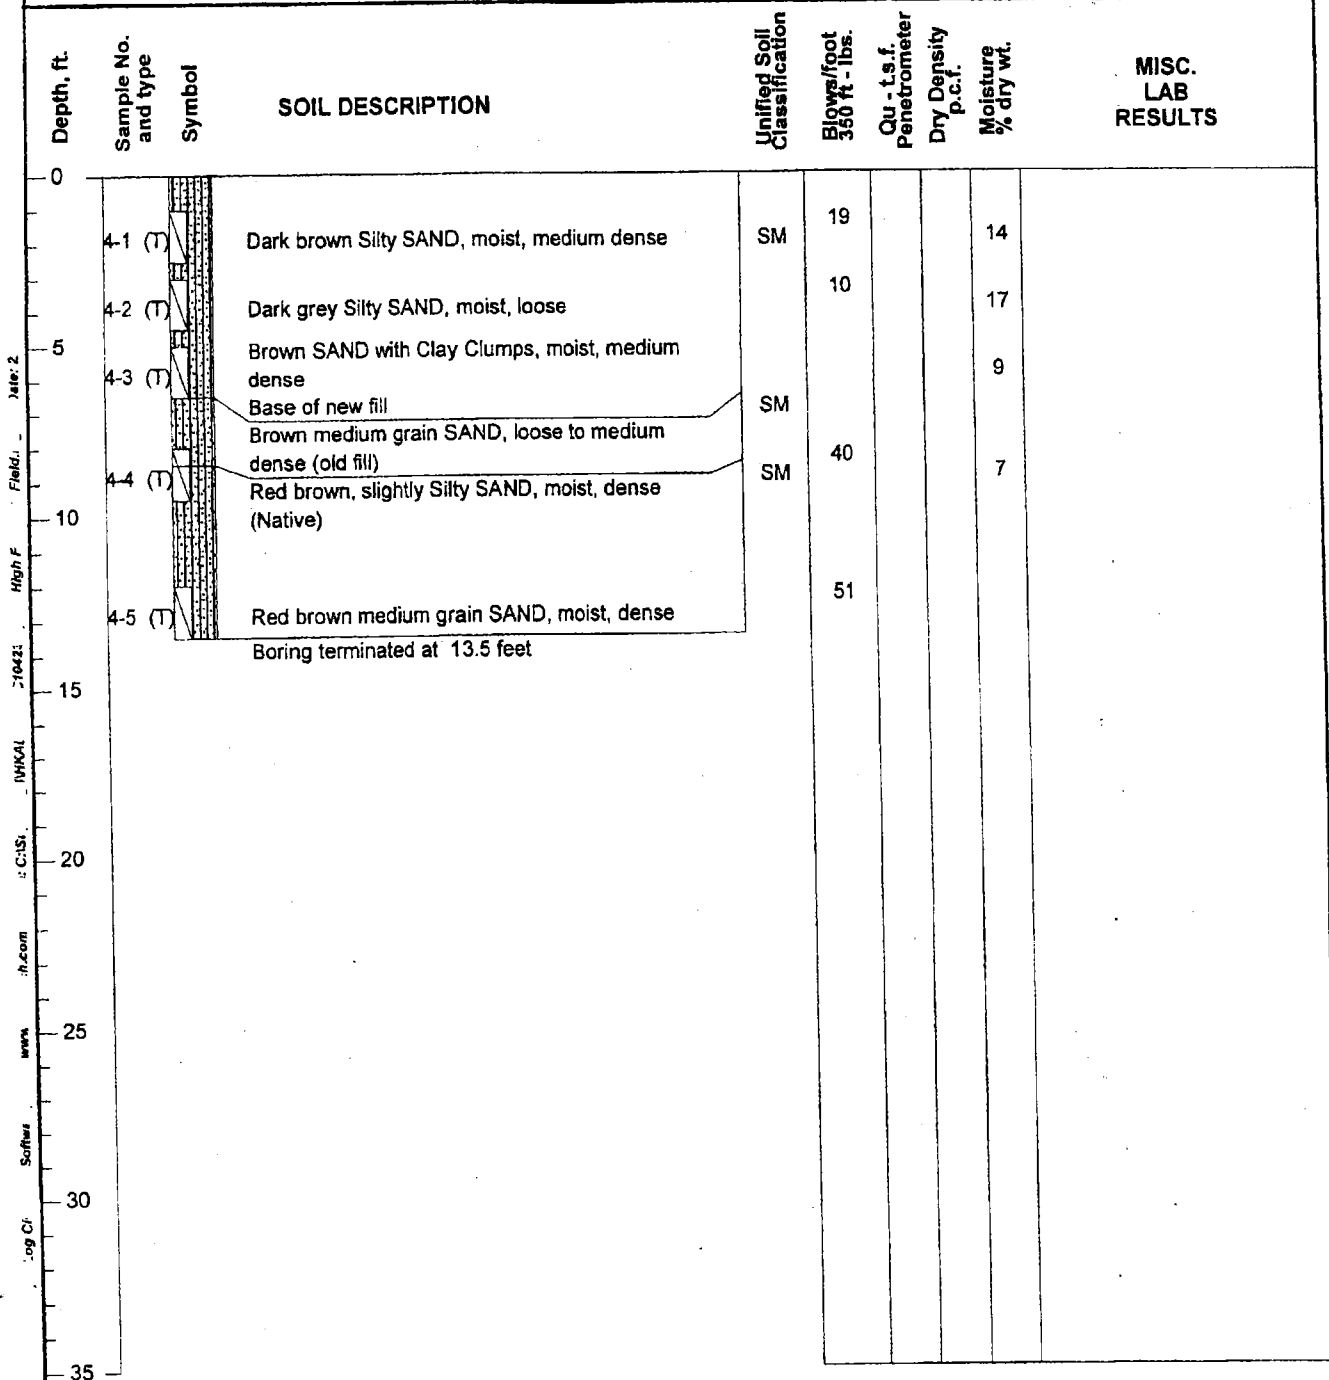 Depth, ft.
Sample No.
and type
Symbol
SOIL DESCRIPTION
Unified Soil
Classification
Blows/foot
350 ft - lbs.
Qu - t.s.f.
Penetrometer
Dry Density
p.c.f.
Moisture
% dry wt.
MISC.
LAB
RESULTS
0
19
4-1 (T) Dark brown Silty SAND, moist, medium dense SM 14
10
4-2 (T) Dark grey Silty SAND, moist, loose 17
5 Brown SAND with Clay Clumps, moist, medium
4-3 (T) dense 9
Base of new fill SM
Brown medium grain SAND, loose to medium
dense (old fill) 40
4-4 (T) SM 7
Red brown, slightly Silty SAND, moist, dense
10 (Native)
51
4-5 (T) Red brown medium grain SAND, moist, dense
Boring terminated at 13.5 feet
15
20
25
30
35
High
Field